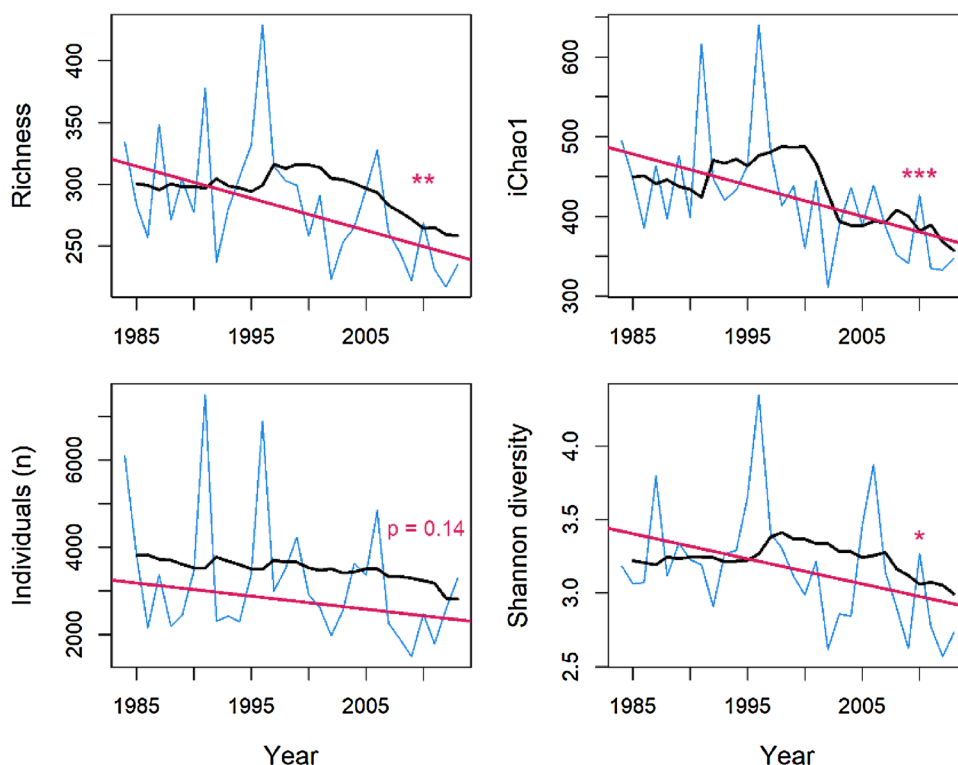 Richness
400
350
300
250
**
1985 1995 2005
iChao1
600
500
400
300
***
1985 1995 2005
Individuals (n)
6000
4000
2000
p = 0.14
1985 1995 2005
Year
Shannon diversity
4.0
3.5
3.0
2.5
*
1985 1995 2005
Year